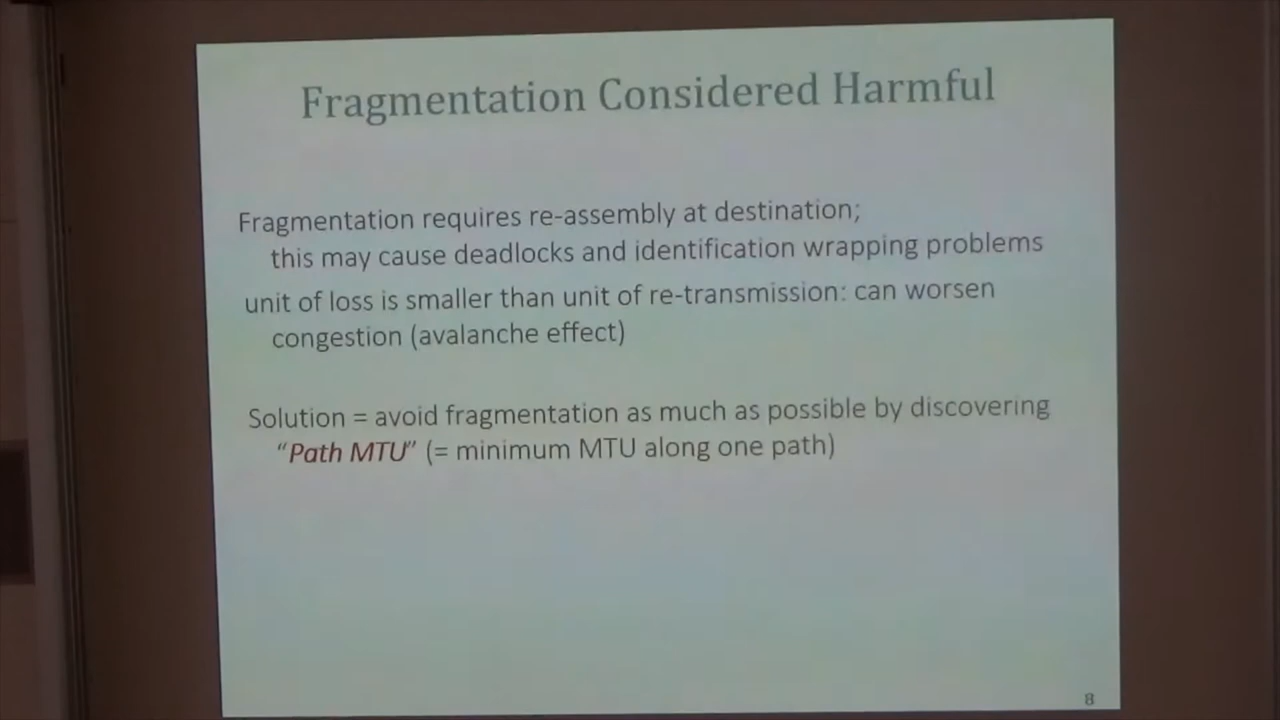 Fragmentation Considered Harmful
Fragmentation requires re-assembly at destination;
this may cause deadlocks and identification wrapping problems
unit of loss is smaller than unit of re-transmission: can worsen
congestion (avalanche effect)
Solution = avoid fragmentation as much as possible by discovering
“Path MTU” (= minimum MTU along one path)
8